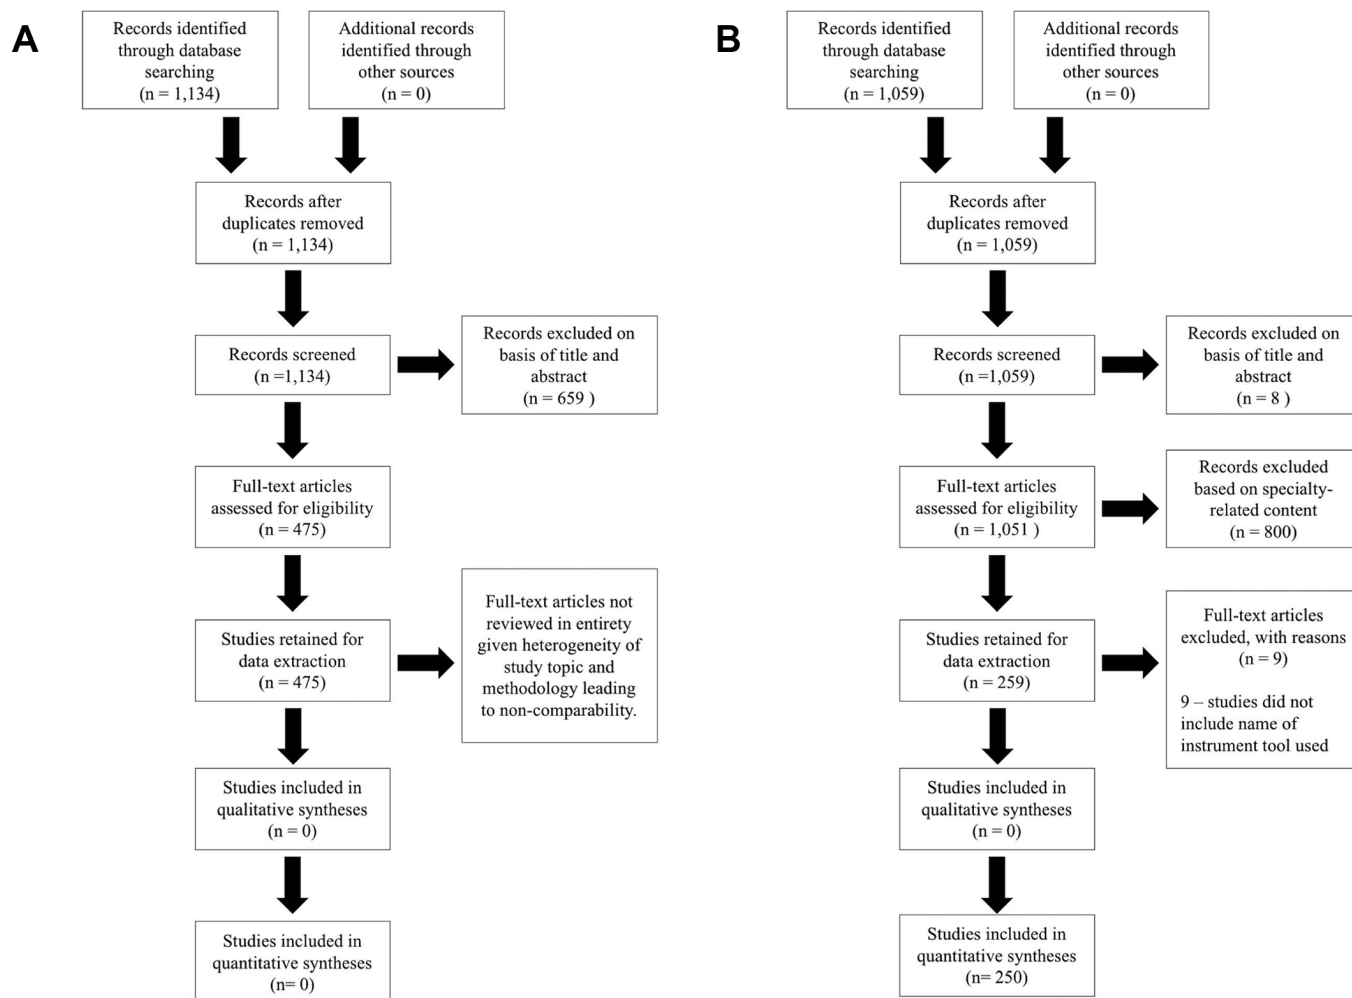 A
Records identified
through database
searching
(n = 1,134)
Additional records
identified through
other sources
(n = 0)
Records after
duplicates removed
(n = 1,134)
Records screened
(n =1,134)
Records excluded on
basis of title and
abstract
(n = 659 )
Full-text articles
assessed for eligibility
(n = 475)
Studies retained for
data extraction
(n = 475)
Full-text articles not
reviewed in entirety
given heterogeneity of
study topic and
methodology leading
to non-comparability.
Studies included in
qualitative syntheses
(n = 0)
Studies included in
quantitative syntheses
(n= 0)
B
Records identified
through database
searching
(n = 1,059)
Additional records
identified through
other sources
(n = 0)
Records after
duplicates removed
(n = 1,059)
Records screened
(n =1,059)
Records excluded on
basis of title and
abstract
(n = 8 )
Full-text articles
assessed for eligibility
(n = 1,051 )
Records excluded
based on specialty-
related content
(n = 800)
Studies retained for
data extraction
(n = 259)
Full-text articles
excluded, with reasons
(n = 9)
9 – studies did not
include name of
instrument tool used
Studies included in
qualitative syntheses
(n = 0)
Studies included in
quantitative syntheses
(n= 250)